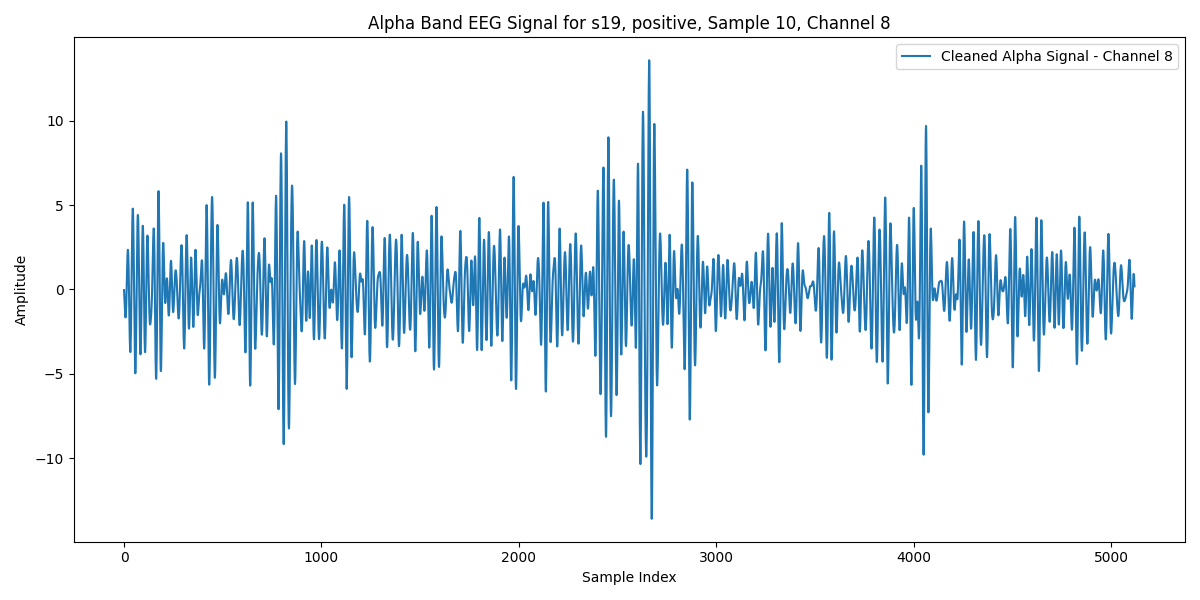 Alpha Band EEG Signal for s19, positive, Sample 10, Channel 8
Cleaned Alpha Signal - Channel 8
Amplitude
10
5
0
−5
−10
0 1000 2000 3000 4000 5000
Sample Index